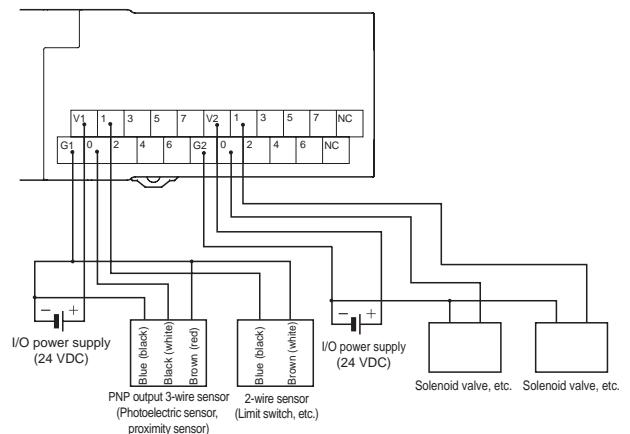 V1 1 3 5 7 V2 1 3 5 7 NC
G1 0 2 4 6 G2 0 2 4 6 NC
− +
I/O power supply
(24 VDC)
Blue (black)
Black (white)
Brown (red)
PNP output 3-wire sensor
(Photoelectric sensor,
proximity sensor)
Blue (black)
Brown (white)
2-wire sensor
(Limit switch, etc.)
− +
I/O power supply
(24 VDC)
Solenoid valve, etc.
Solenoid valve, etc.